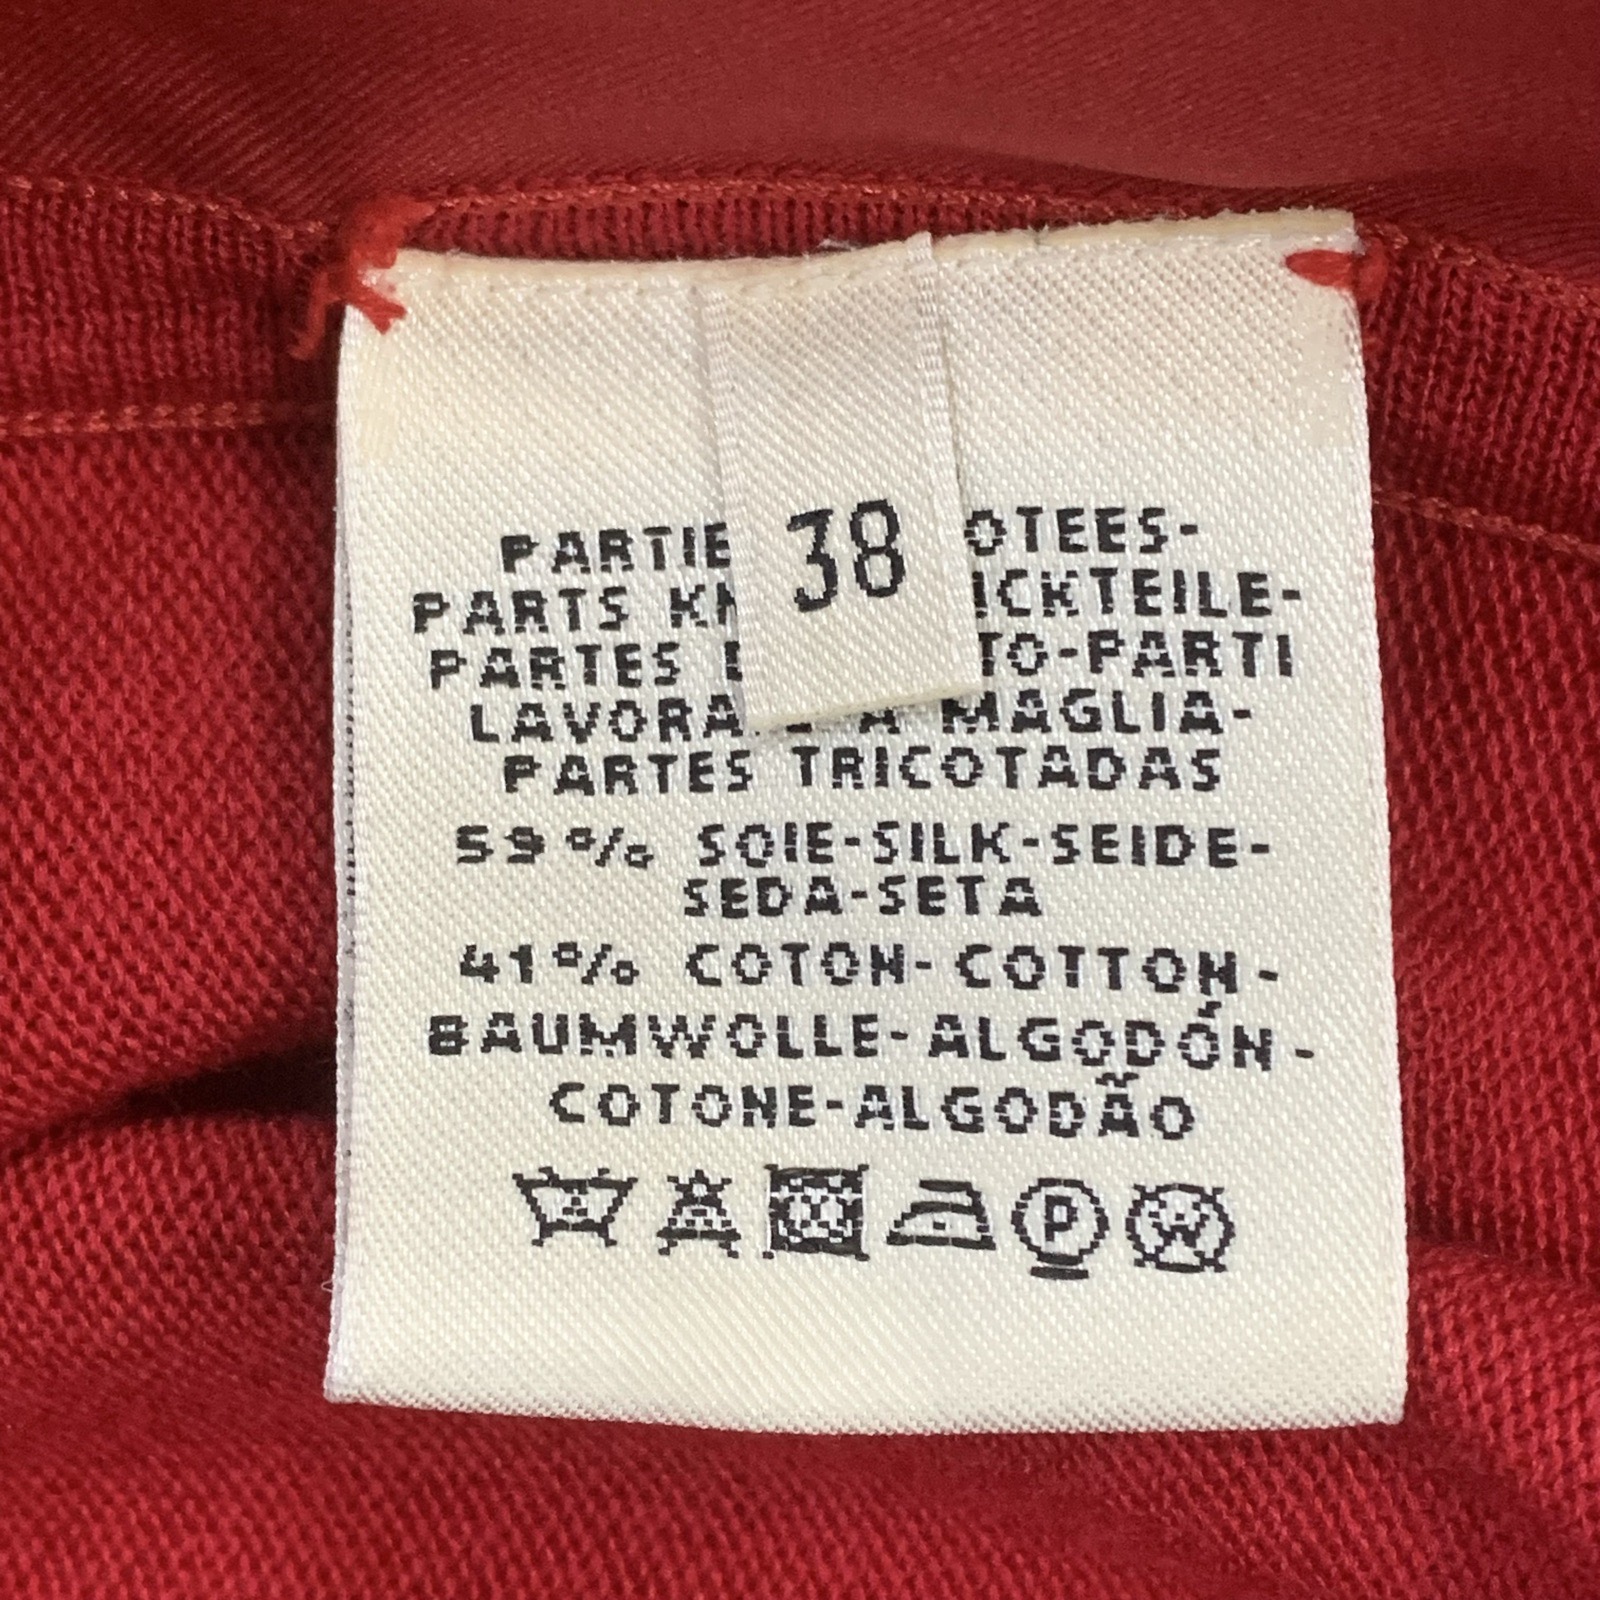 38
PARTIE OTEES-
PARTS KN ICKTEILE-
PARTES TO-PARTI
LAVORA A MAGLIA-
PARTES TRICOTADAS
59% SOIE-SILK-SEIDE-
SEDA-SETA
41% COTON-COTTON-
BAUMWOLLE-ALGODÓN-
COTONE-ALGODÃO
P W